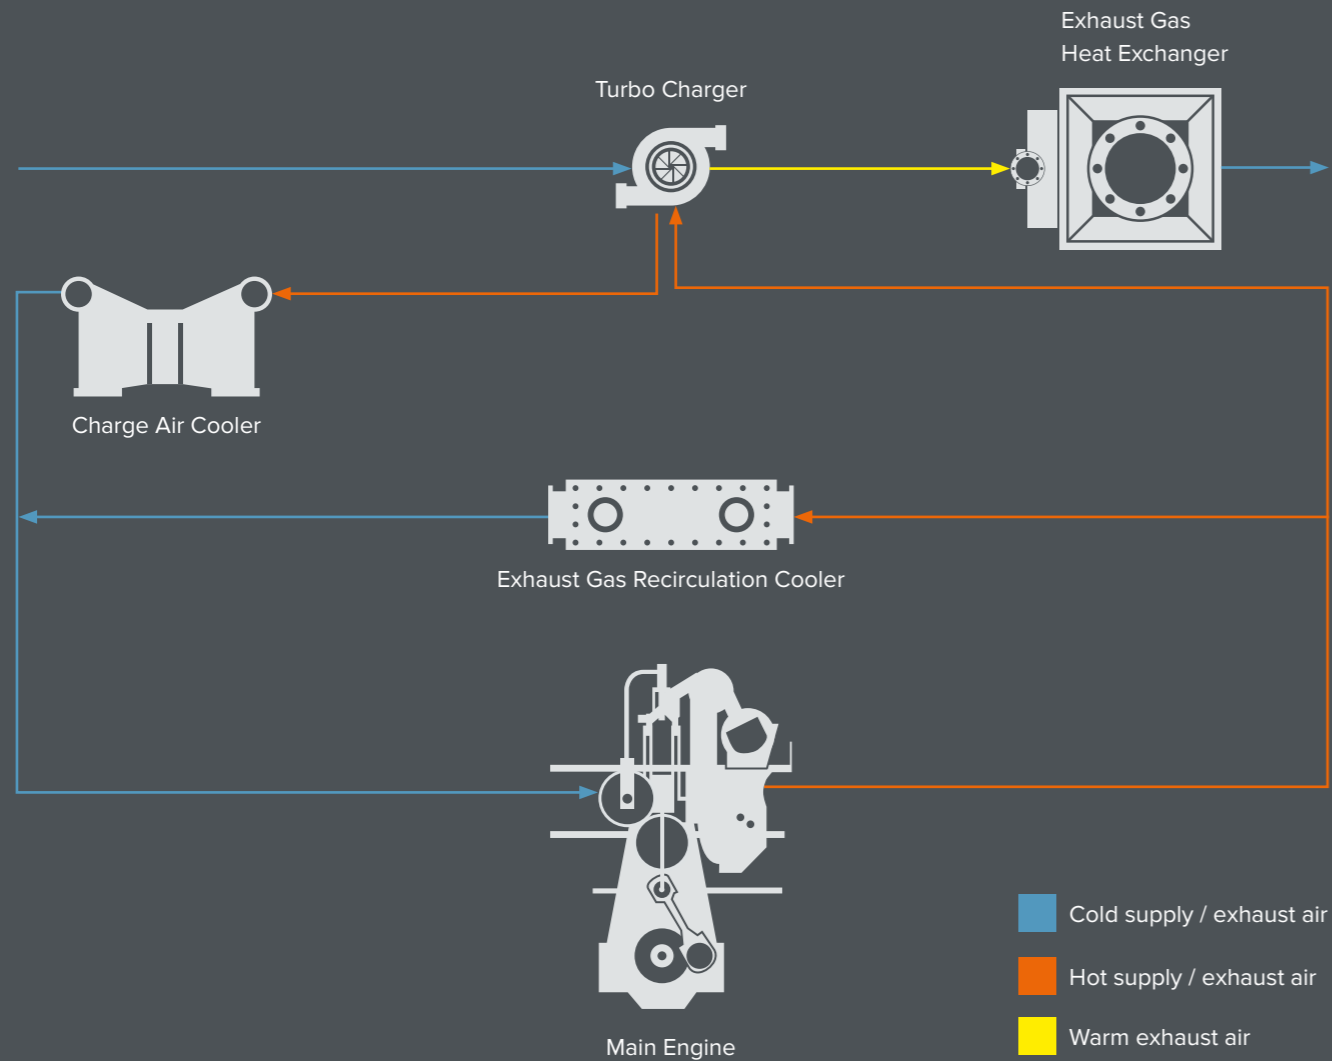 Exhaust Gas
Heat Exchanger
Turbo Charger
Charge Air Cooler
Exhaust Gas Recirculation Cooler
Main Engine
Cold supply / exhaust air
Hot supply / exhaust air
Warm exhaust air